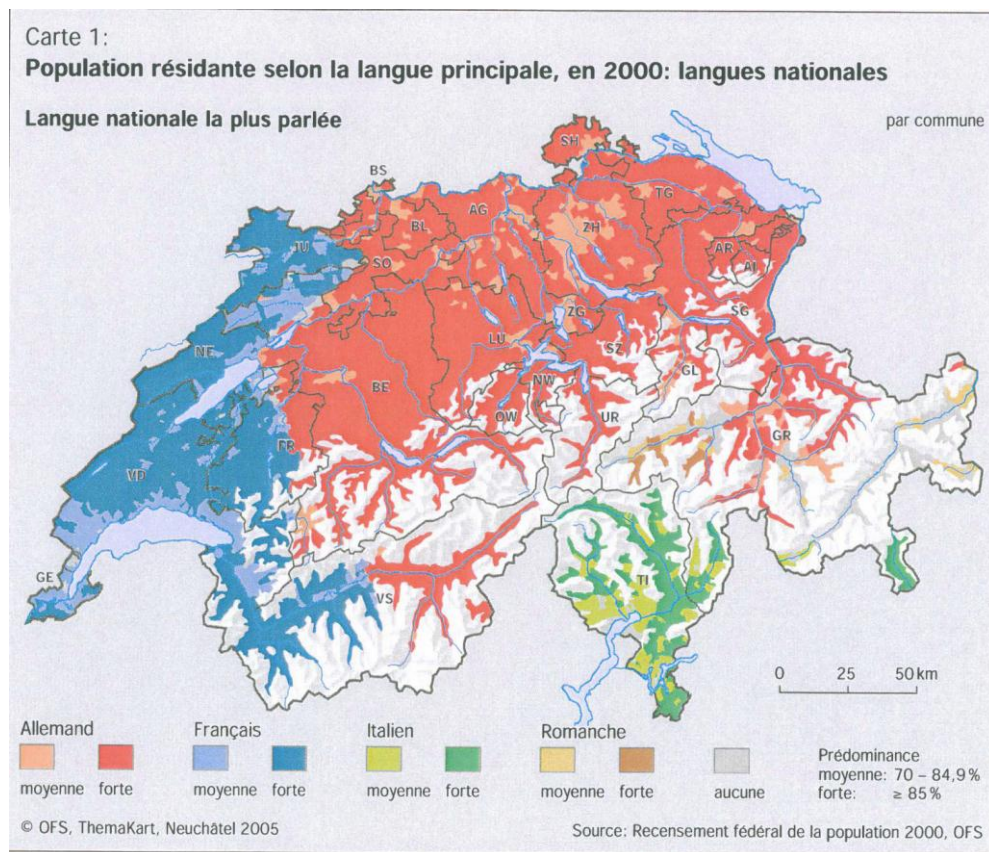 Carte 1:
Population résidante selon la langue principale, en 2000: langues nationales
Langue nationale la plus parlée
par commune
SH
BS
TG
AG
BL
ZH
JU
AR
SO
AI
ZG
SG
LU
NE
SZ
GL
NW
BE
OW
UR
GR
FR
VD
GE
TI
VS
0 25 50 km
Allemand Français Italien Romanche
moyenne forte moyenne forte moyenne forte moyenne forte aucune
Prédominance
moyenne: 70 – 84,9 %
forte: ≥ 85 %
© OFS, ThemaKart, Neuchâtel 2005
Source: Recensement fédéral de la population 2000, OFS